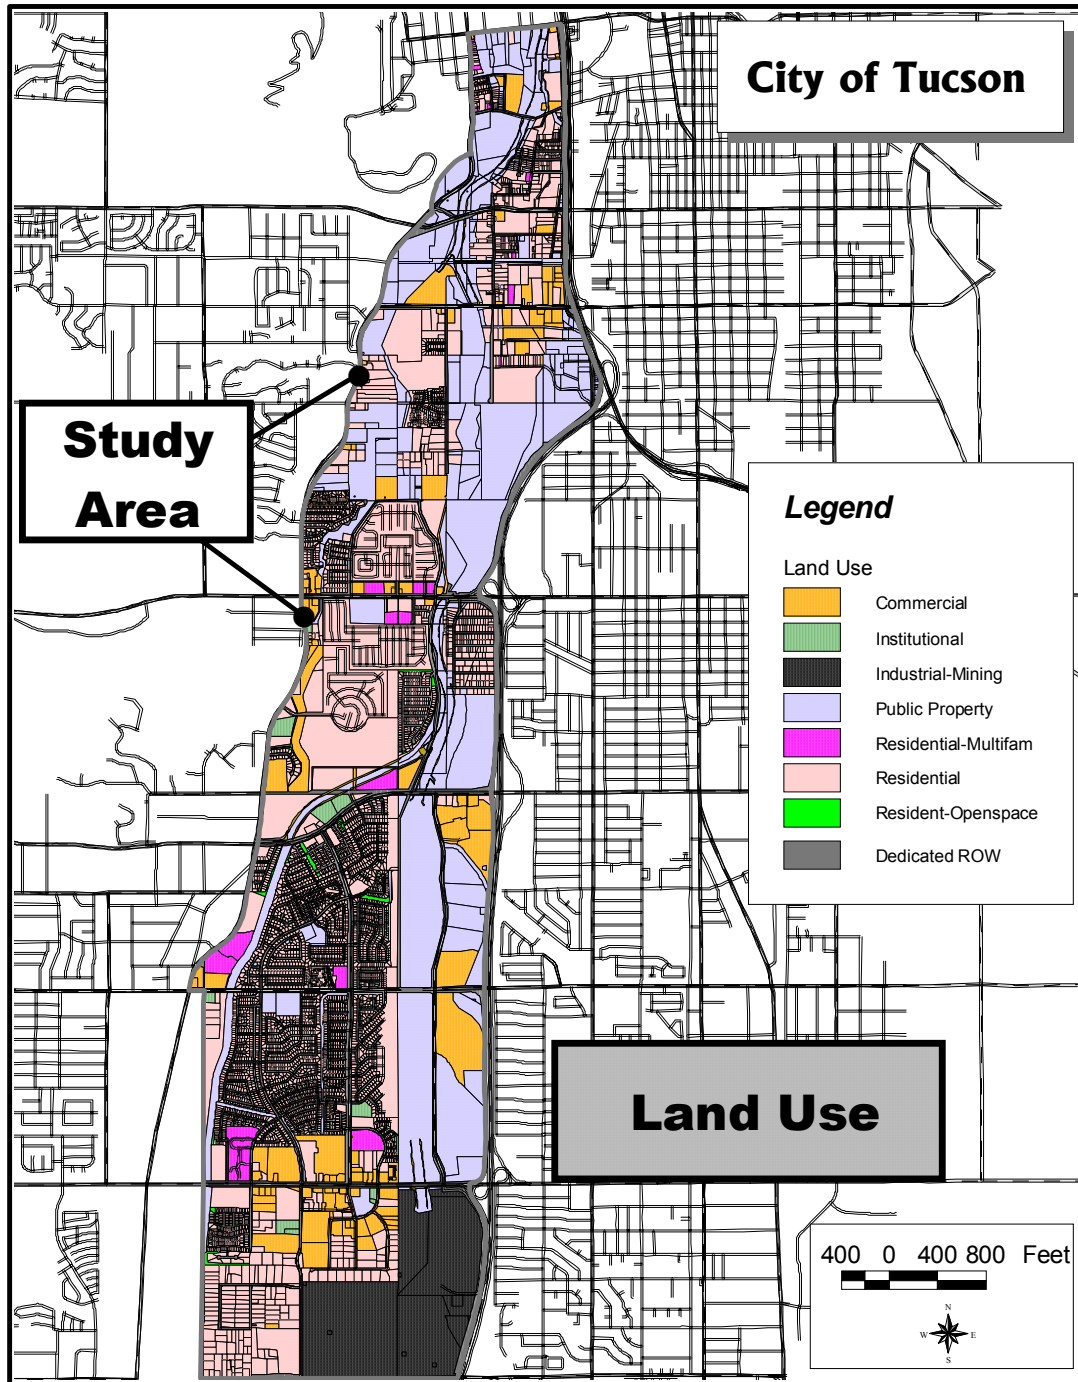 City of Tucson
Study
Area
Legend
Land Use
Commercial
Institutional
Industrial-Mining
Public Property
Residential-Multifam
Residential
Resident-Openspace
Dedicated ROW
Land Use
400 0 400 800 Feet
N
W E
S